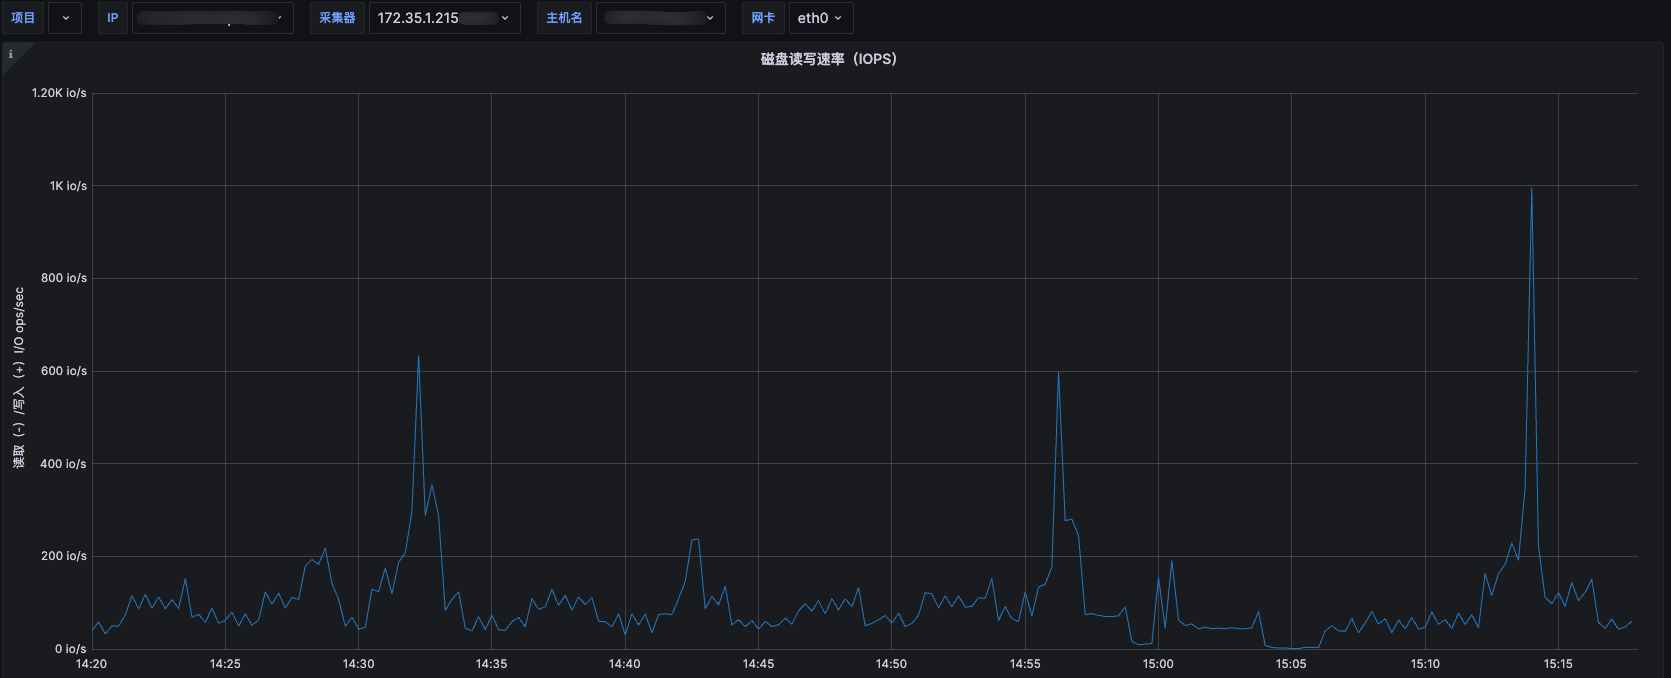 项目 IP 采集器 172.35.1.215 主机名 网卡 eth0
i
磁盘读写速率（IOPS）
1.20K io/s
1K io/s
800 io/s
600 io/s
400 io/s
200 io/s
0 io/s
读取（-）/写入（+）I/O ops/sec
14:20 14:25 14:30 14:35 14:40 14:45 14:50 14:55 15:00 15:05 15:10 15:15